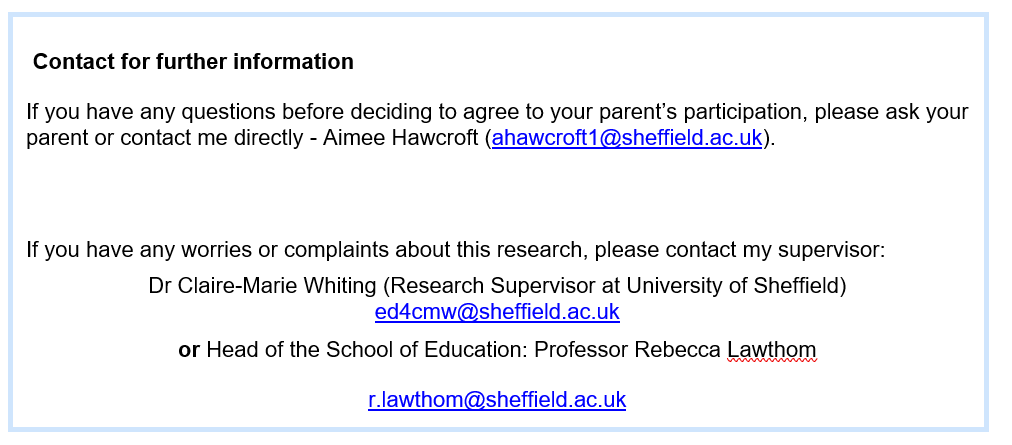 Contact for further information
If you have any questions before deciding to agree to your parent’s participation, please ask your
parent or contact me directly - Aimee Hawcroft (ahawcroft1@sheffield.ac.uk).
If you have any worries or complaints about this research, please contact my supervisor:
Dr Claire-Marie Whiting (Research Supervisor at University of Sheffield)
ed4cmw@sheffield.ac.uk
or Head of the School of Education: Professor Rebecca Lawthom
r.lawthom@sheffield.ac.uk